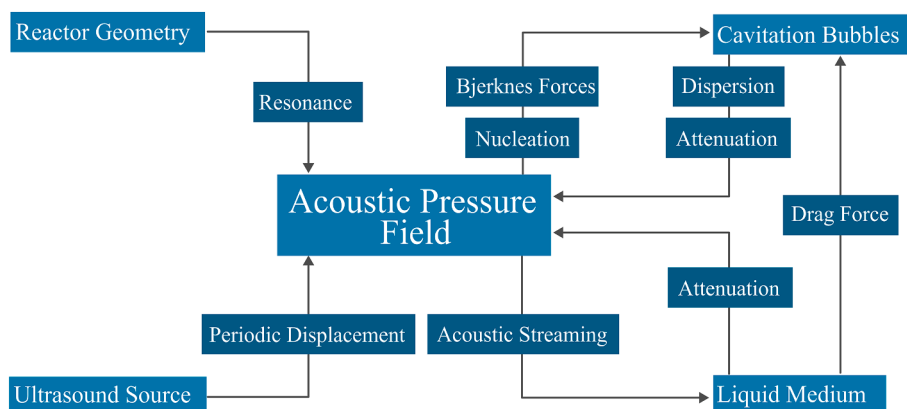 Reactor Geometry
Cavitation Bubbles
Resonance
Bjerknes Forces
Dispersion
Nucleation
Attenuation
Acoustic Pressure
Field
Drag Force
Attenuation
Periodic Displacement
Acoustic Streaming
Ultrasound Source
Liquid Medium